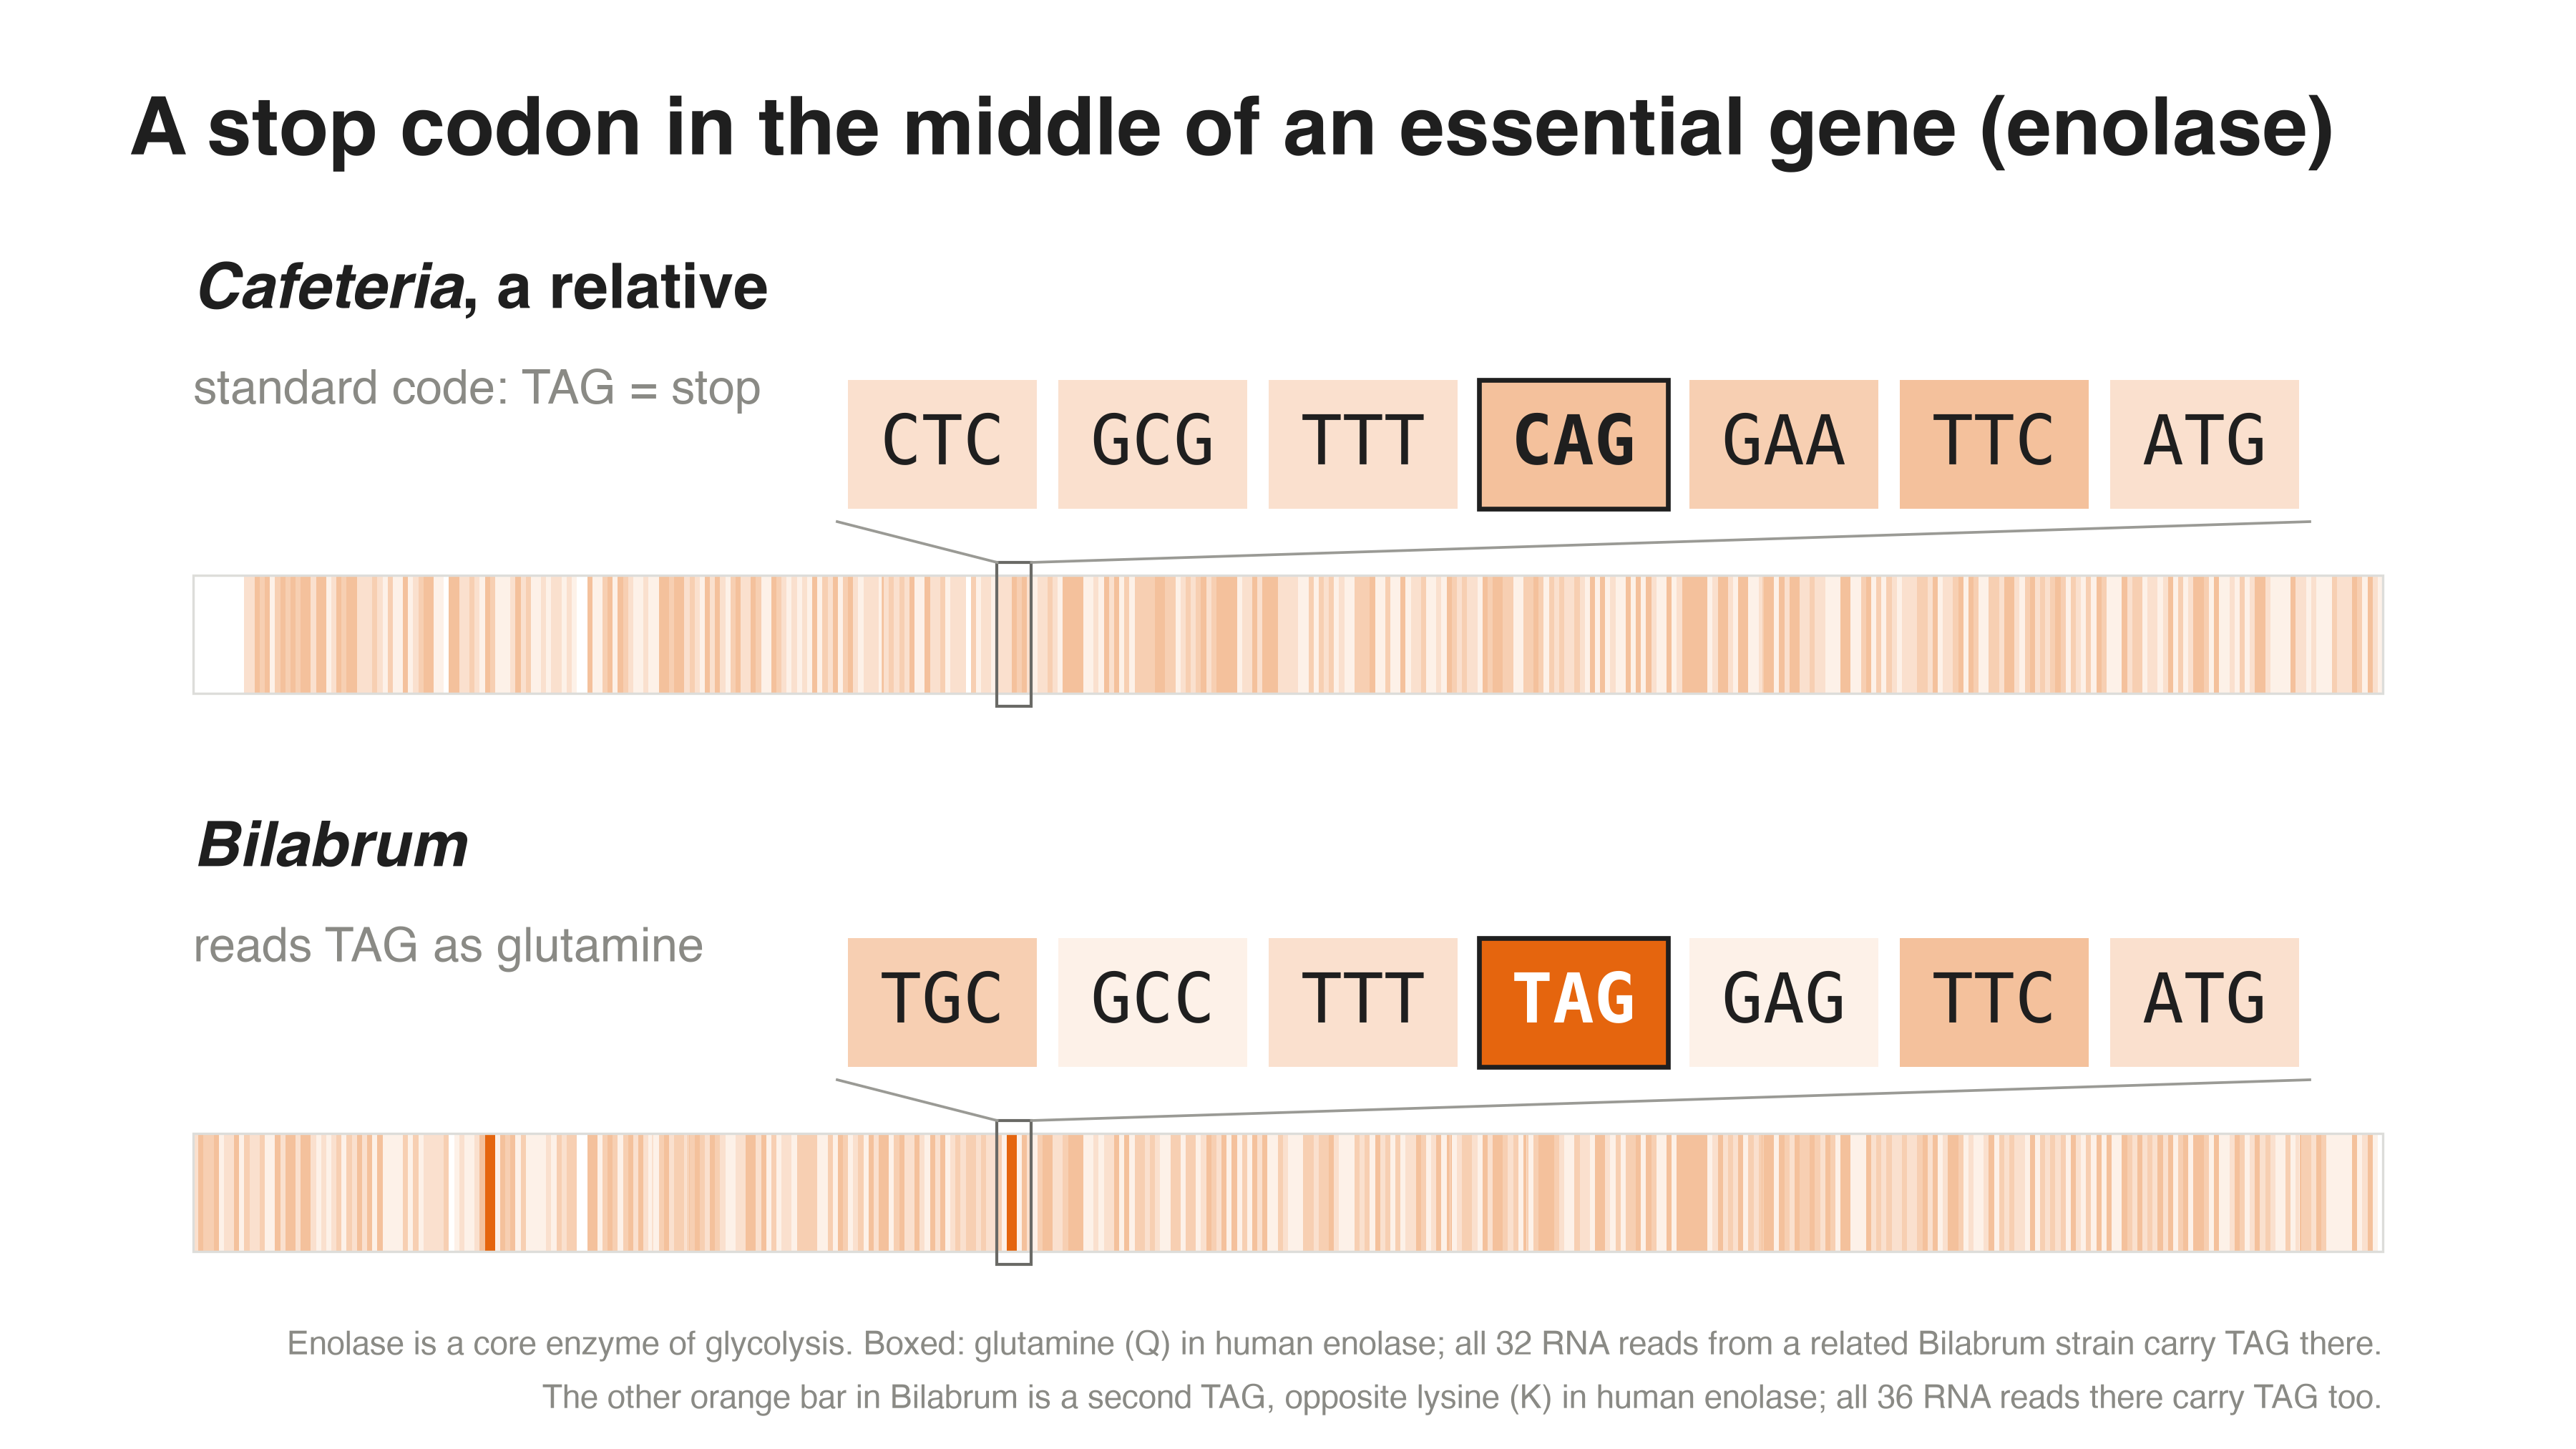 A stop codon in the middle of an essential gene (enolase)
Cafeteria, a relative
standard code: TAG = stop
CTC GCG TTT CAG GAA TTC ATG
Bilabrum
reads TAG as glutamine
TGC GCC TTT TAG GAG TTC ATG
Enolase is a core enzyme of glycolysis. Boxed: glutamine (Q) in human enolase; all 32 RNA reads from a related Bilabrum strain carry TAG there.
The other orange bar in Bilabrum is a second TAG, opposite lysine (K) in human enolase; all 36 RNA reads there carry TAG too.